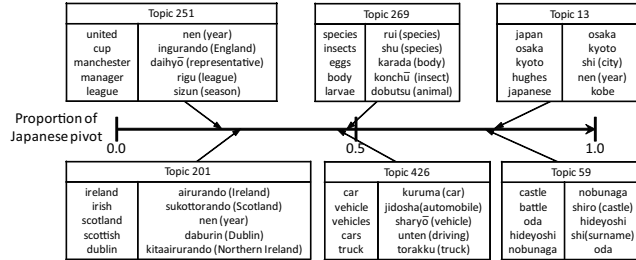 Topic 251
united nen (year)
cup ingurando (England)
manchester daihyō (representative)
manager rigu (league)
league sizun (season)
Topic 269
species rui (species)
insects shu (species)
eggs karada (body)
body konchū (insect)
larvae dobutsu (animal)
Topic 13
japan osaka
osaka kyoto
kyoto shi (city)
hughes nen (year)
japanese kobe
Proportion of
Japanese pivot
0.0 0.5 1.0
Topic 201
ireland airurando (Ireland)
irish sukottorando (Scotland)
scotland nen (year)
scottish daburin (Dublin)
dublin kitaairurando (Northern Ireland)
Topic 426
car kuruma (car)
vehicle jidosha(automobile)
vehicles sharyō (vehicle)
cars unten (driving)
truck torakku (truck)
Topic 59
castle nobunaga
battle shiro (castle)
oda hideyoshi
hideyoshi shi(surname)
nobunaga oda